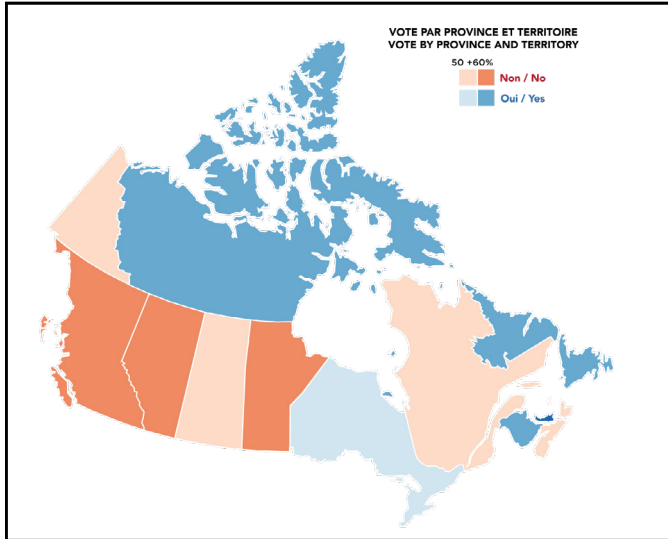 VOTE PAR PROVINCE ET TERRITOIRE
VOTE BY PROVINCE AND TERRITORY
50 +60%
Non / No
Oui / Yes